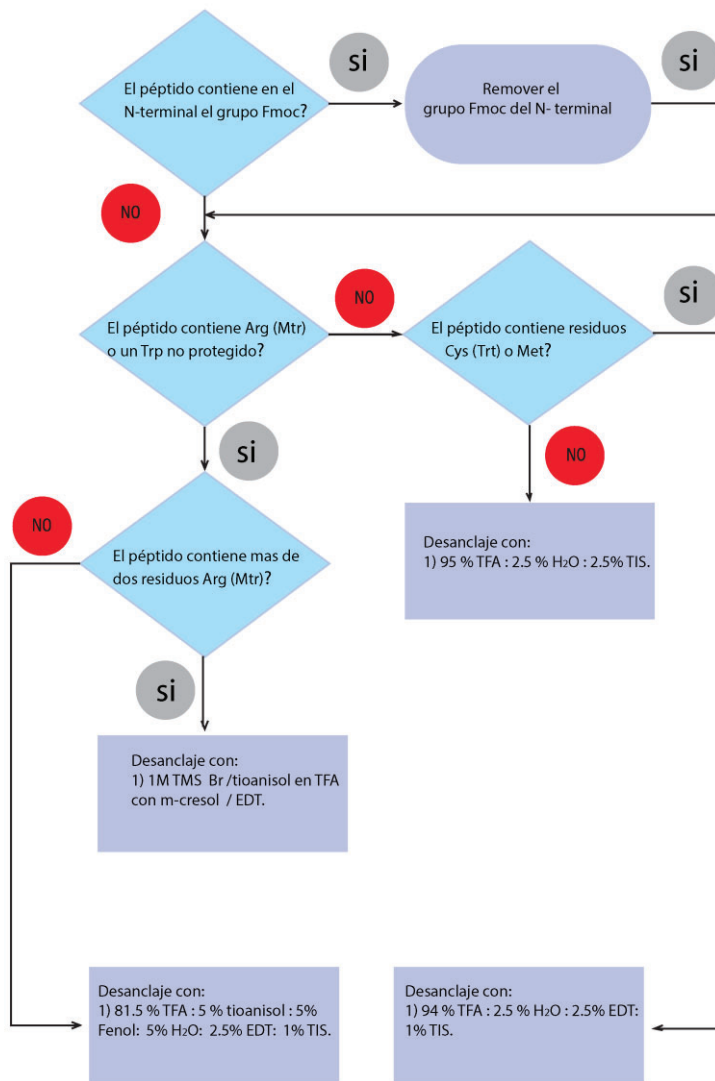 El péptido contiene en el
N-terminal el grupo Fmoc?
si
Remover el
grupo Fmoc del N- terminal
si
NO
El péptido contiene Arg (Mtr)
o un Trp no protegido?
NO
El péptido contiene residuos
Cys (Trt) o Met?
si
si
NO
NO
El péptido contiene mas de
dos residuos Arg (Mtr)?
Desanclaje con:
1) 95 % TFA : 2.5 % H2O : 2.5% TIS.
si
Desanclaje con:
1) 1M TMS Br /tioanisol en TFA
con m-cresol / EDT.
Desanclaje con:
1) 81.5 % TFA : 5 % tioanisol : 5%
Fenol: 5% H2O: 2.5% EDT: 1% TIS.
Desanclaje con:
1) 94 % TFA : 2.5 % H2O : 2.5% EDT:
1% TIS.